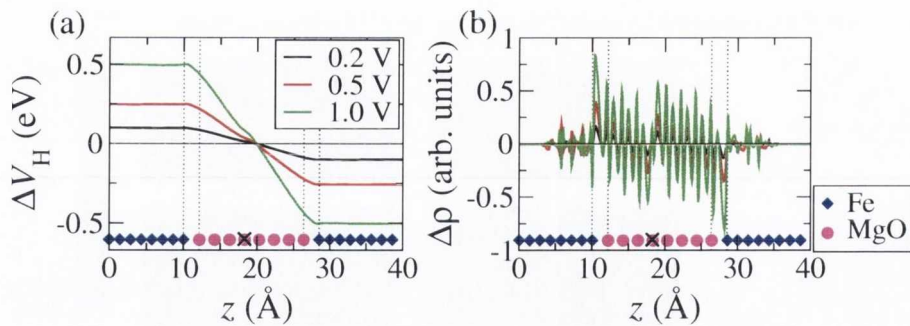 (a)
ΔV_H (eV)
0.5
0
-0.5
0.2 V
0.5 V
1.0 V
0 10 20 30 40
z (Å)
(b)
Δρ (arb. units)
1
0.5
0
-0.5
-1
0 10 20 30 40
z (Å)
Fe
MgO